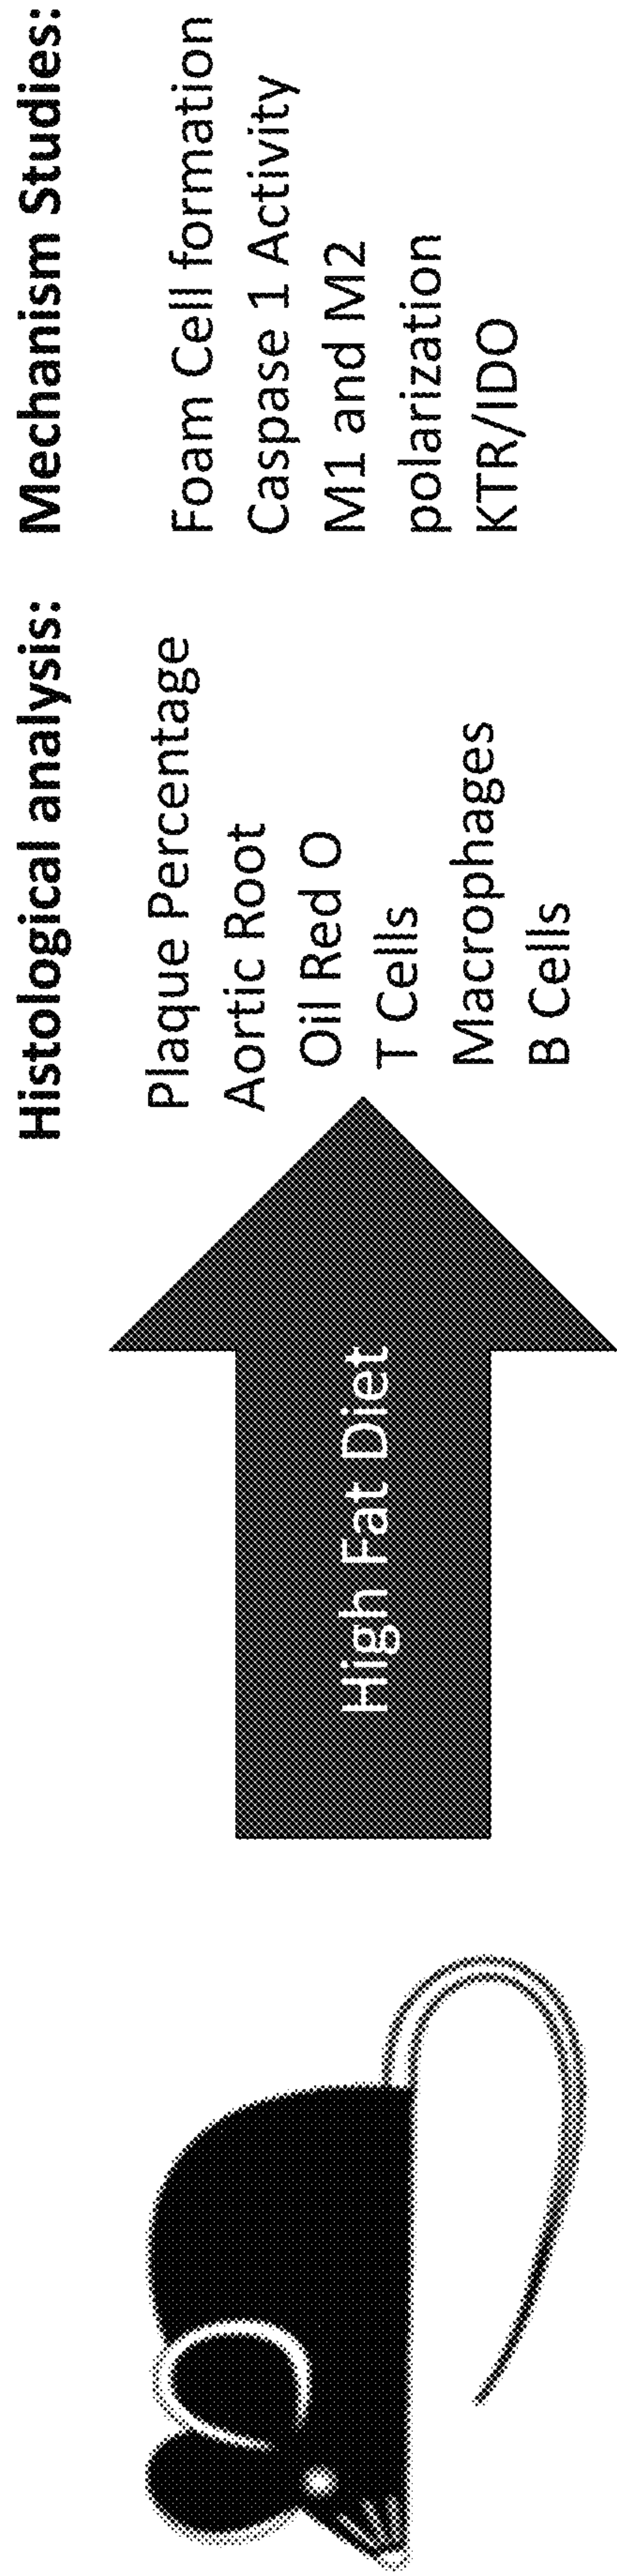 High Fat Diet
Histological analysis:
Plaque Percentage
Aortic Root
Oil Red O
T Cells
Macrophages
B Cells
Mechanism Studies:
Foam Cell formation
Caspase 1 Activity
M1 and M2
polarization
KTR/IDO